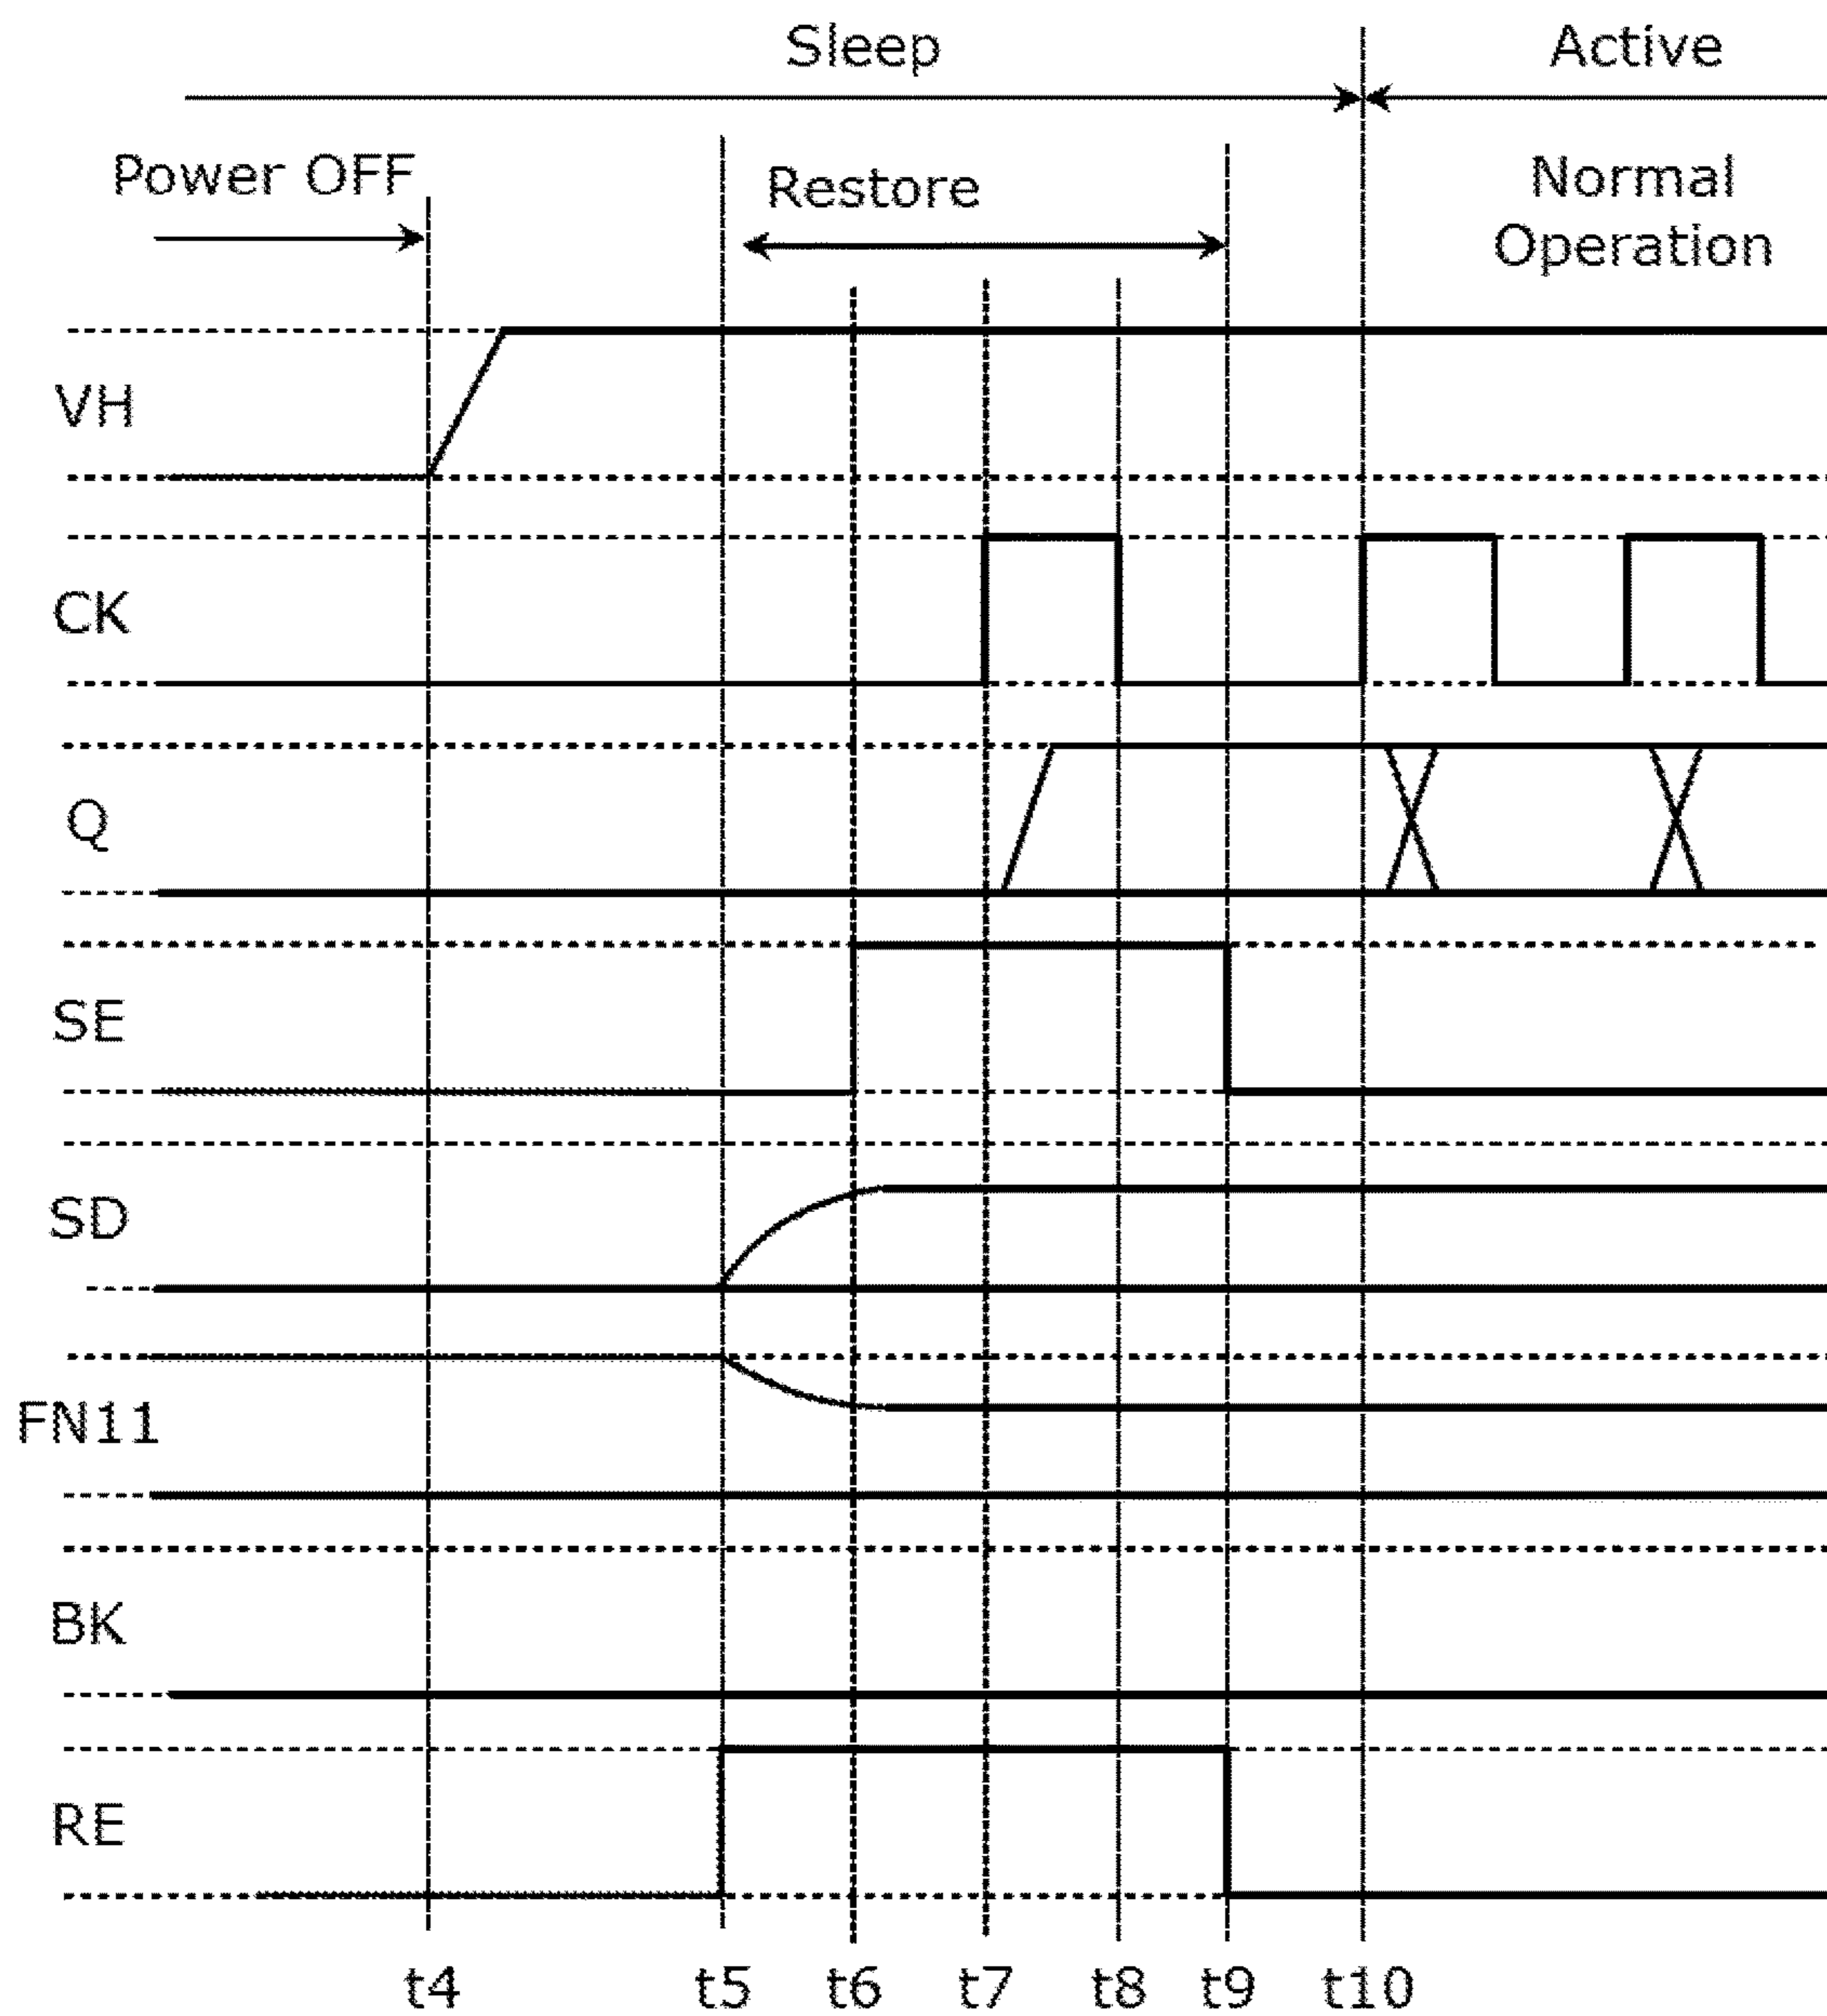 Sleep
Active
Power OFF
Restore
Normal
Operation
VH
CK
Q
SE
SD
FN11
BK
RE
t4 t5 t6 t7 t8 t9 t10